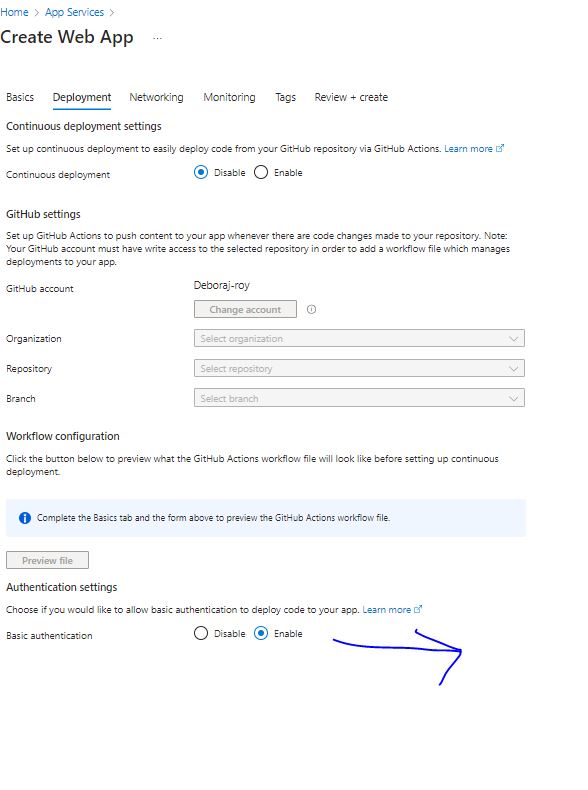 Home > App Services >
Create Web App ...
Basics Deployment Networking Monitoring Tags Review + create
Continuous deployment settings
Set up continuous deployment to easily deploy code from your GitHub repository via GitHub Actions. Learn more
Continuous deployment Disable Enable
GitHub settings
Set up GitHub Actions to push content to your app whenever there are code changes made to your repository. Note:
Your GitHub account must have write access to the selected repository in order to add a workflow file which manages
deployments to your app.
GitHub account Deboraj-roy
Change account
Organization Select organization
Repository Select repository
Branch Select branch
Workflow configuration
Click the button below to preview what the GitHub Actions workflow file will look like before setting up continuous
deployment.
Complete the Basics tab and the form above to preview the GitHub Actions workflow file.
Preview file
Authentication settings
Choose if you would like to allow basic authentication to deploy code to your app. Learn more
Basic authentication Disable Enable